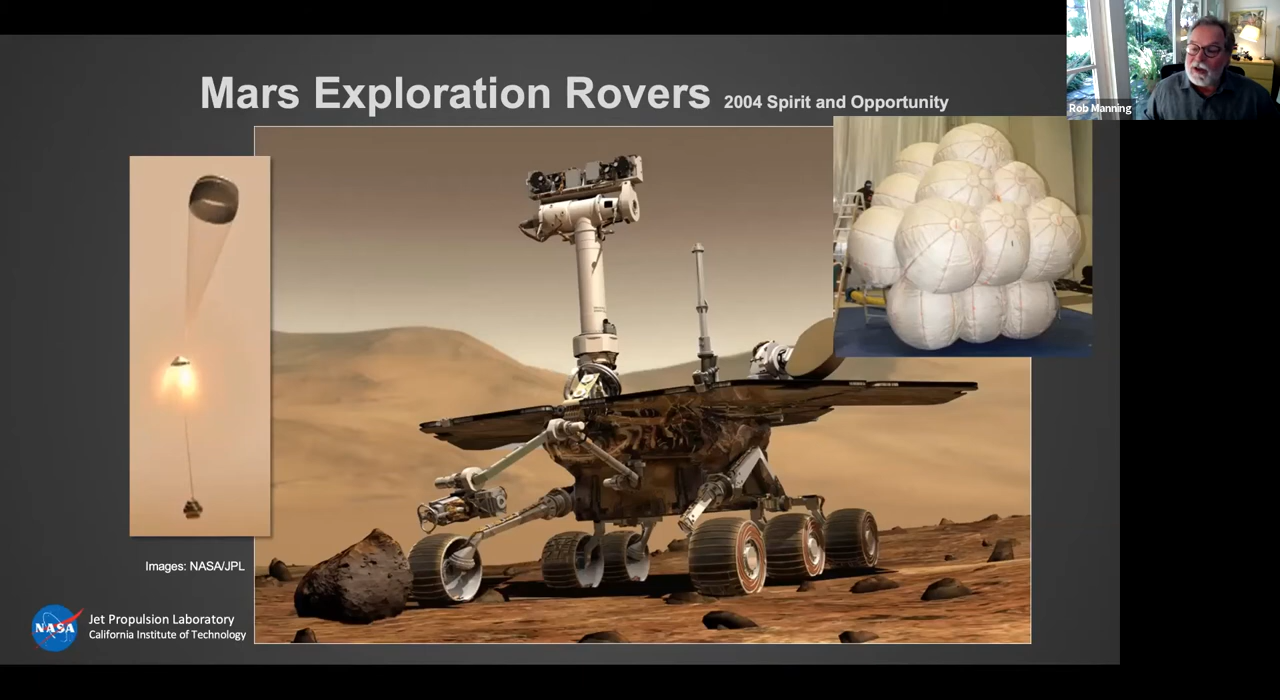 Mars Exploration Rovers 2004 Spirit and Opportunity
Rob Manning
Images: NASA/JPL
NASA
Jet Propulsion Laboratory
California Institute of Technology